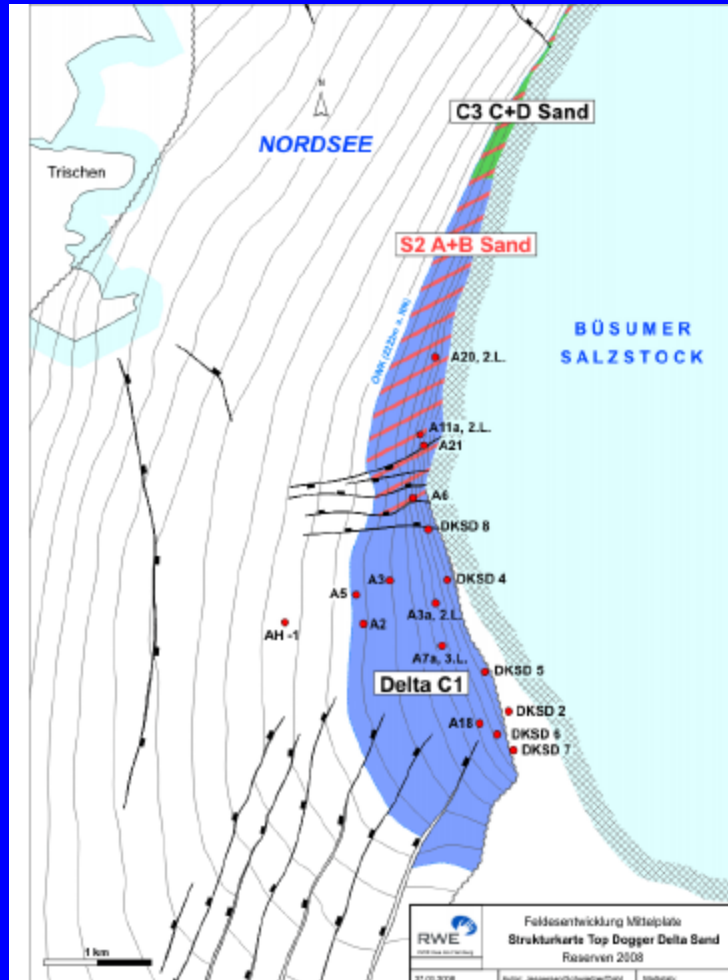 C3 C+D Sand
N
NORDSEE
Trischen
S2 A+B Sand
BÜSUMER
SALZSTOCK
A20, 2.L.
A11a, 2.L.
A21
A6
DKSD 8
A3
DKSD 4
A5
A3a, 2.L.
AH -1
A2
A7a, 3.L.
DKSD 5
Delta C1
DKSD 2
A18
DKSD 6
DKSD 7
1 km
RWE
Feldesentwicklung Mittelplate
Strukturkarte Top Dogger Delta Sand
Reserven 2008